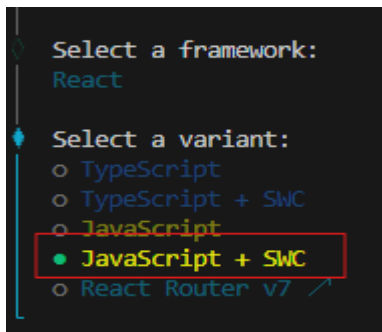 Select a framework:
React
Select a variant:
TypeScript
TypeScript + SWC
JavaScript
JavaScript + SWC
React Router v7 ↗